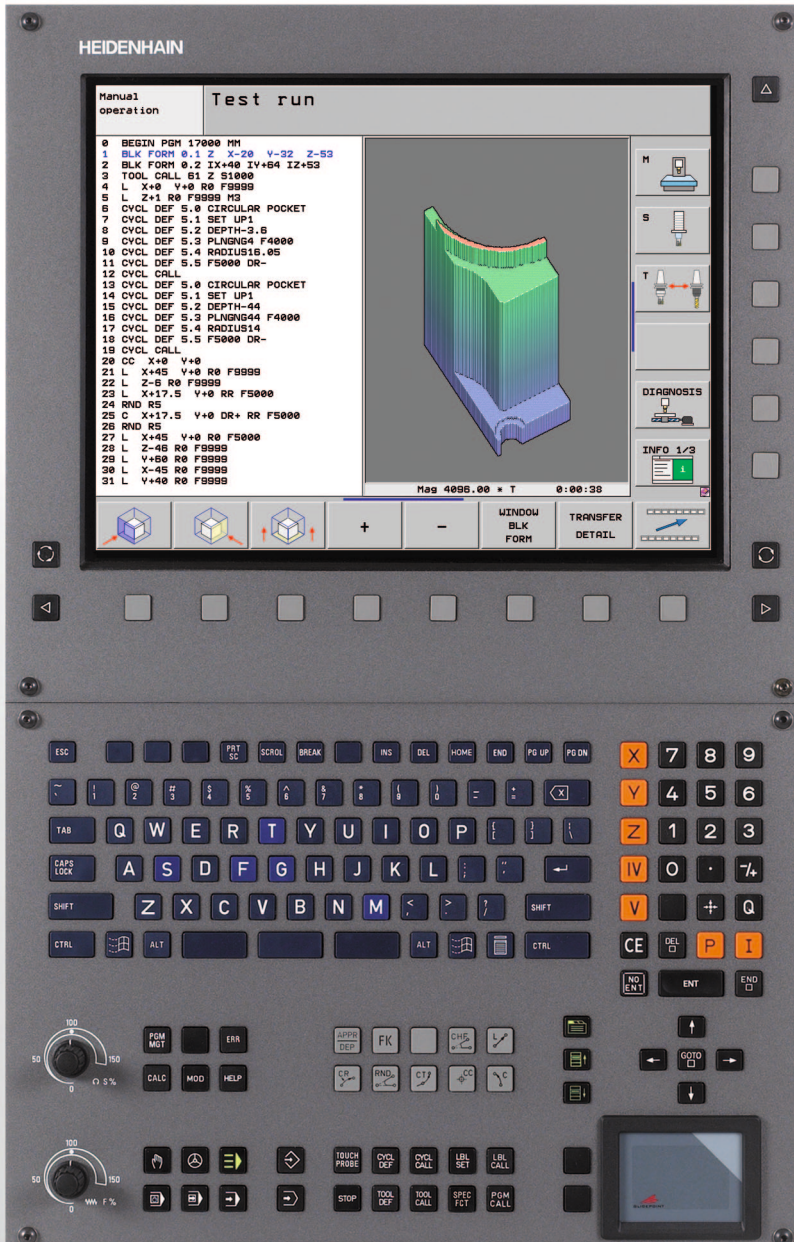 HEIDENHAIN
Manual operation
Test run
0 BEGIN PGM 17000 MM
1 BLK FORM 0.1 Z X-20 Y-32 Z-53
2 BLK FORM 0.2 IX+40 IY+64 IZ+53
3 TOOL CALL 61 Z S1000
4 L X+0 Y+0 R0 F9999
5 L Z+1 R0 F9999 M3
6 CYCL DEF 5.0 CIRCULAR POCKET
7 CYCL DEF 5.1 SET UP1
8 CYCL DEF 5.2 DEPTH-3.6
9 CYCL DEF 5.3 PLNGNG4 F4000
10 CYCL DEF 5.4 RADIUS16.05
11 CYCL DEF 5.5 F5000 DR-
12 CYCL CALL
13 CYCL DEF 5.0 CIRCULAR POCKET
14 CYCL DEF 5.1 SET UP1
15 CYCL DEF 5.2 DEPTH-44
16 CYCL DEF 5.3 PLNGNG44 F4000
17 CYCL DEF 5.4 RADIUS14
18 CYCL DEF 5.5 F5000 DR-
19 CYCL CALL
20 CC X+0 Y+0
21 L X+45 Y+0 R0 F9999
22 L Z-6 R0 F9999
23 L X+17.5 Y+0 RR F5000
24 RND R5
25 C X+17.5 Y+0 DR+ RR F5000
26 RND R5
27 L X+45 Y+0 R0 F5000
28 L Z-46 R0 F9999
29 L Y+60 R0 F9999
30 L X-45 R0 F9999
31 L Y+40 R0 F9999
Mag 4096.00 * T 0:00:38
M
S
T
DIAGNOSIS
INFO 1/3
i
+ - WINDOW BLK FORM TRANSFER DETAIL
ESC PRT SC SCROL BREAK INS DEL HOME END PG UP PG DN
~ ` ! 1 @ 2 # 3 $ 4 % 5 ^ 6 & 7 * 8 ( 9 ) 0 _ - + = X
TAB Q W E R T Y U I O P { [ } ] | \
CAPS LOCK A S D F G H J K L : ; " '
SHIFT Z X C V B N M < , > . ? / SHIFT
CTRL ALT ALT CTRL
X 7 8 9
Y 4 5 6
Z 1 2 3
IV 0 . -/+
V Q
CE DEL P I
NO ENT ENT END
100
50 150
0 S %
PGM MGT ERR
CALC MOD HELP
APPR DEP FK CHF L
CR RND CT CC C
GOTO
100
50 150
0 F %
TOUCH PROBE CYCL DEF CYCL CALL LBL SET LBL CALL
STOP TOOL DEF TOOL CALL SPEC FCT PGM CALL